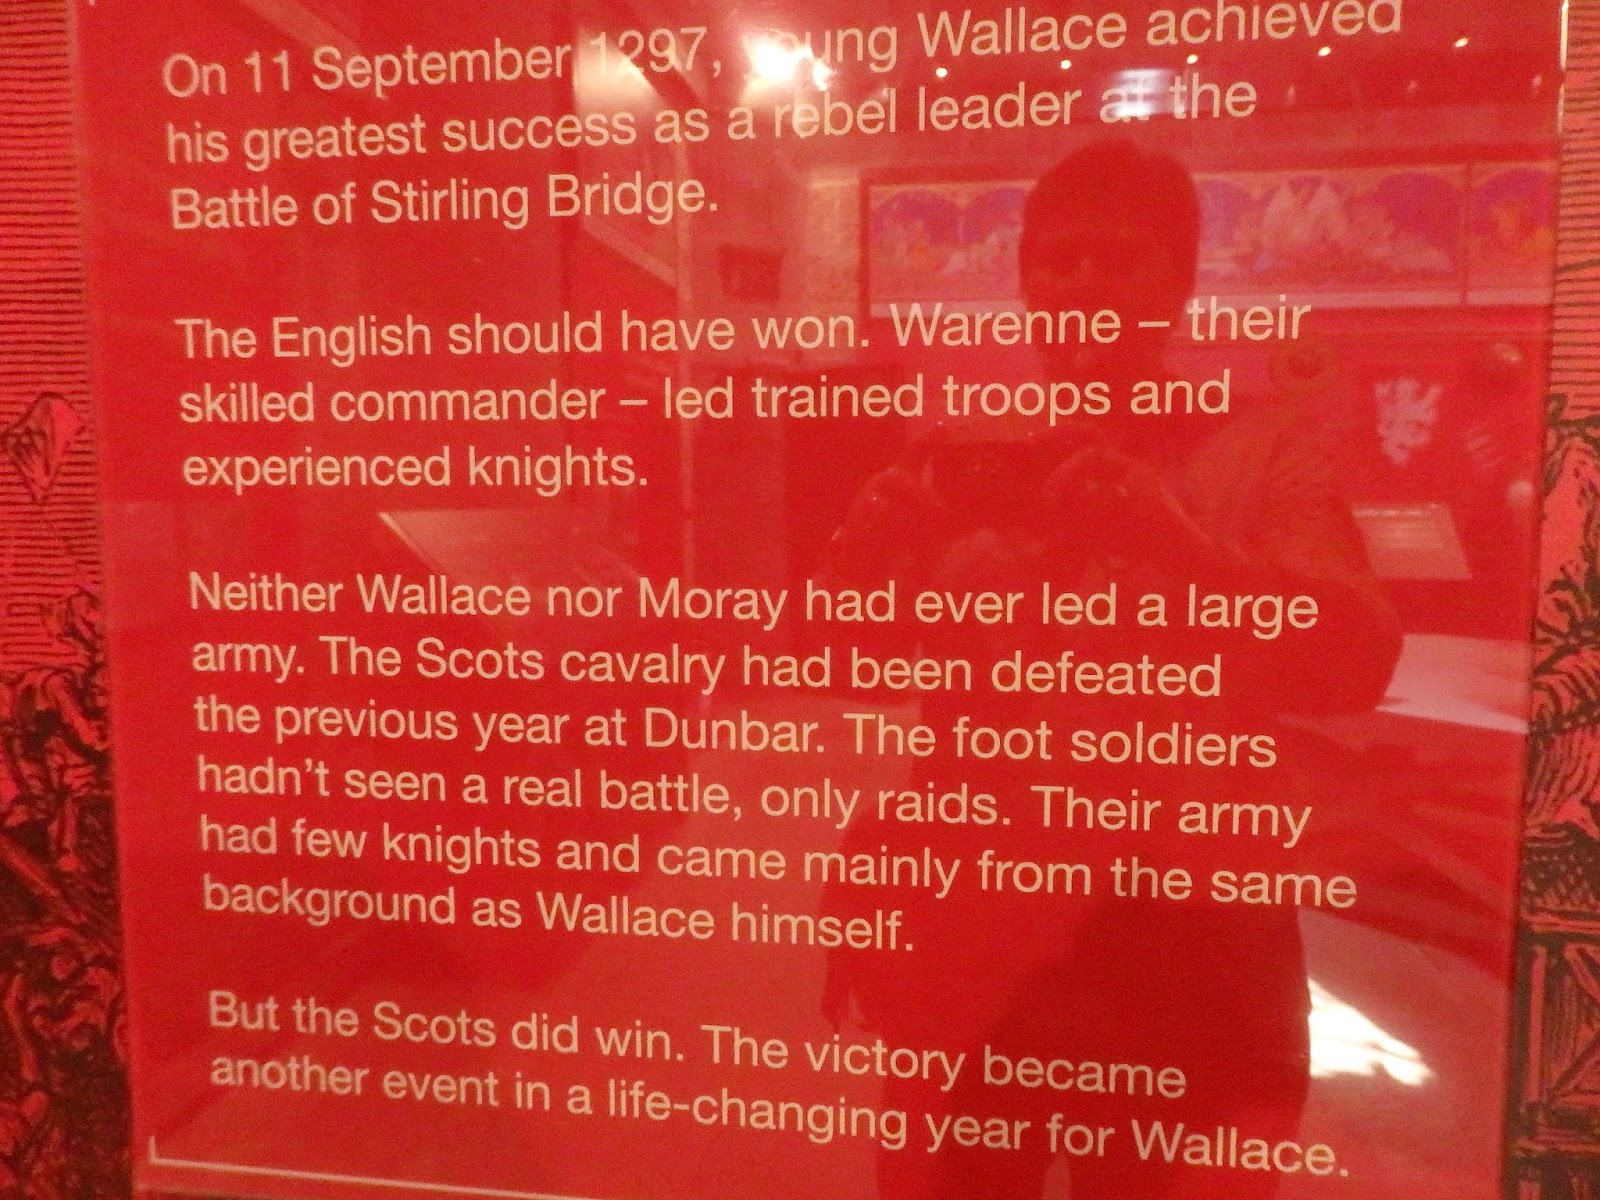 On 11 September 1297, young Wallace achieved
his greatest success as a rebel leader at the
Battle of Stirling Bridge.
The English should have won. Warenne – their
skilled commander – led trained troops and
experienced knights.
Neither Wallace nor Moray had ever led a large
army. The Scots cavalry had been defeated
the previous year at Dunbar. The foot soldiers
hadn't seen a real battle, only raids. Their army
had few knights and came mainly from the same
background as Wallace himself.
But the Scots did win. The victory became
another event in a life-changing year for Wallace.